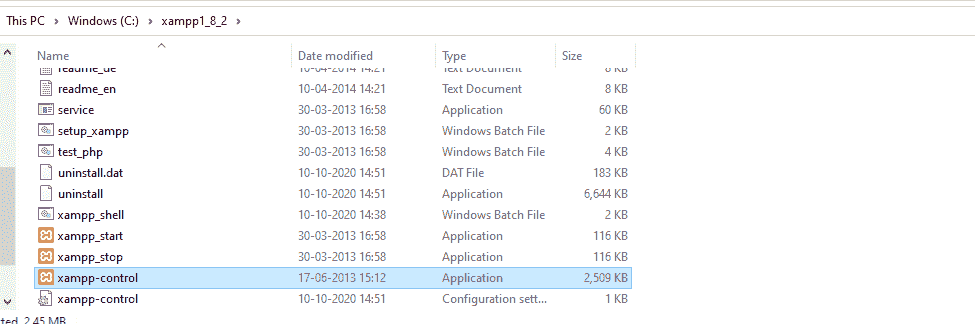 This PC > Windows (C:) > xampp1_8_2 >
Name Date modified Type Size
readme_de 10-04-2014 14:21 Text Document 8 KB
readme_en 10-04-2014 14:21 Text Document 8 KB
service 30-03-2013 16:58 Application 60 KB
setup_xampp 30-03-2013 16:58 Windows Batch File 2 KB
test_php 30-03-2013 16:58 Windows Batch File 4 KB
uninstall.dat 10-10-2020 14:51 DAT File 183 KB
uninstall 10-10-2020 14:51 Application 6,644 KB
xampp_shell 10-10-2020 14:38 Windows Batch File 2 KB
xampp_start 30-03-2013 16:58 Application 116 KB
xampp_stop 30-03-2013 16:58 Application 116 KB
xampp-control 17-06-2013 15:12 Application 2,509 KB
xampp-control 10-10-2020 14:51 Configuration sett... 1 KB
cted 2.45 MB